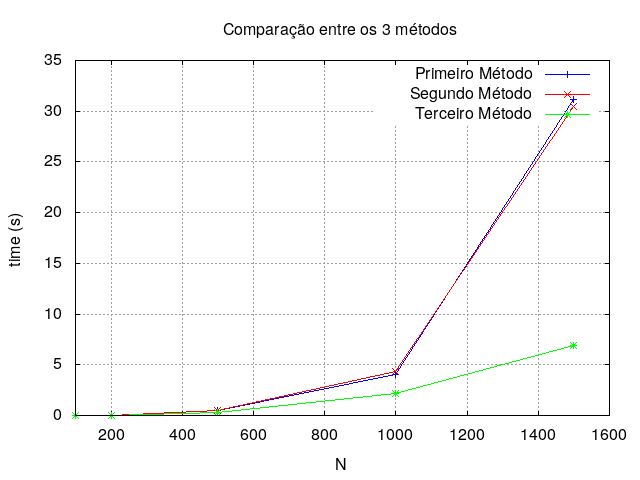 Comparação entre os 3 métodos
35
30
25
20
15
10
5
0
time (s)
Primeiro Método
Segundo Método
Terceiro Método
200 400 600 800 1000 1200 1400 1600
N